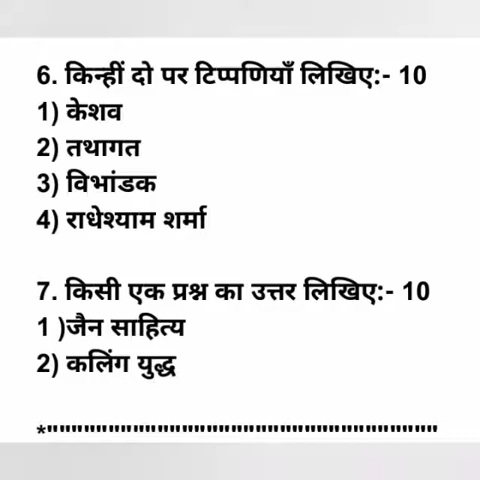 6. किन्हीं दो पर टिप्पणियाँ लिखिए:- 10
1) केशव
2) तथागत
3) विभांडक
4) राधेश्याम शर्मा
7. किसी एक प्रश्न का उत्तर लिखिए:- 10
1 )जैन साहित्य
2) कलिंग युद्ध
*""""""""""""""""""""""""""""""""""""""""""""""""""""""""""""""""